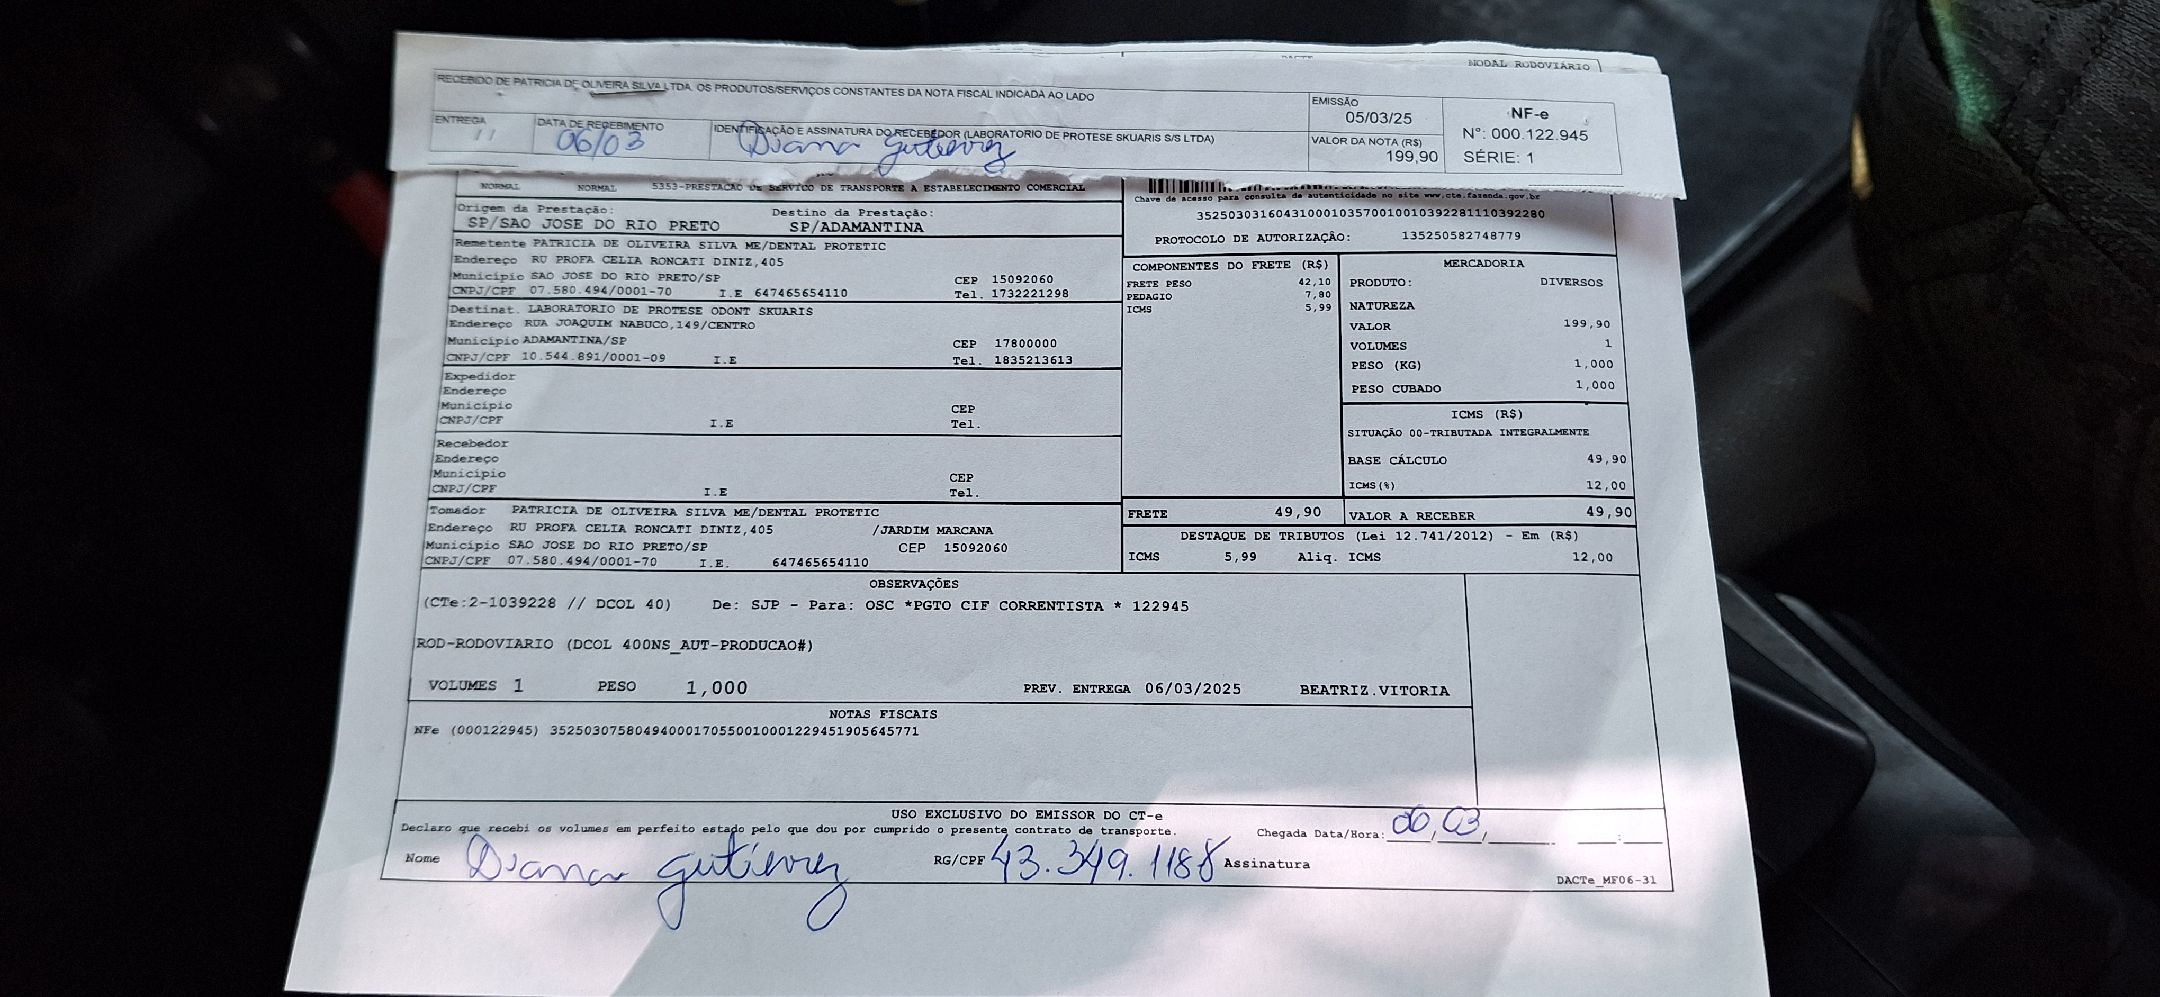 MODAL RODOVIÁRIO
RECEBIDO DE PATRICIA DE OLIVEIRA SILVA LTDA. OS PRODUTOS/SERVIÇOS CONSTANTES DA NOTA FISCAL INDICADA AO LADO
EMISSÃO
05/03/25
NF-e
Nº: 000.122.945
SÉRIE: 1
ENTREGA
DATA DE RECEBIMENTO
06/03
IDENTIFICAÇÃO E ASSINATURA DO RECEBEDOR (LABORATORIO DE PROTESE SKUARIS S/S LTDA)
Diana Gutierrez
VALOR DA NOTA (R$)
199,90
NORMAL NORMAL 5353-PRESTACAO DE SERVICO DE TRANSPORTE A ESTABELECIMENTO COMERCIAL
Chave de acesso para consulta de autenticidade no site www.cte.fazenda.gov.br
35250303160431000103570010010392281110392280
PROTOCOLO DE AUTORIZAÇÃO: 135250582748779
Origem da Prestação: Destino da Prestação:
SP/SAO JOSE DO RIO PRETO SP/ADAMANTINA
Remetente PATRICIA DE OLIVEIRA SILVA ME/DENTAL PROTETIC
Endereço RU PROFA CELIA RONCATI DINIZ,405
Município SAO JOSE DO RIO PRETO/SP CEP 15092060
CNPJ/CPF 07.580.494/0001-70 I.E 647465654110 Tel. 1732221298
Destinat. LABORATORIO DE PROTESE ODONT SKUARIS
Endereço RUA JOAQUIM NABUCO,149/CENTRO
Município ADAMANTINA/SP CEP 17800000
CNPJ/CPF 10.544.891/0001-09 I.E Tel. 1835213613
Expedidor
Endereço
Município CEP
CNPJ/CPF I.E Tel.
Recebedor
Endereço
Município CEP
CNPJ/CPF I.E Tel.
Tomador PATRICIA DE OLIVEIRA SILVA ME/DENTAL PROTETIC
Endereço RU PROFA CELIA RONCATI DINIZ,405 /JARDIM MARCANA
Município SAO JOSE DO RIO PRETO/SP CEP 15092060
CNPJ/CPF 07.580.494/0001-70 I.E. 647465654110
COMPONENTES DO FRETE (R$)
FRETE PESO 42,10
PEDAGIO 7,80
ICMS 5,99
MERCADORIA
PRODUTO: DIVERSOS
NATUREZA
VALOR 199,90
VOLUMES 1
PESO (KG) 1,000
PESO CUBADO 1,000
ICMS (R$)
SITUAÇÃO 00-TRIBUTADA INTEGRALMENTE
BASE CÁLCULO 49,90
ICMS(%) 12,00
FRETE 49,90 VALOR A RECEBER 49,90
DESTAQUE DE TRIBUTOS (Lei 12.741/2012) - Em (R$)
ICMS 5,99 Aliq. ICMS 12,00
OBSERVAÇÕES
(CTe:2-1039228 // DCOL 40) De: SJP - Para: OSC *PGTO CIF CORRENTISTA * 122945
ROD-RODOVIARIO (DCOL 400NS_AUT-PRODUCAO#)
VOLUMES 1 PESO 1,000 PREV. ENTREGA 06/03/2025 BEATRIZ.VITORIA
NOTAS FISCAIS
NFe (000122945) 35250307580494000170550010001229451905645771
USO EXCLUSIVO DO EMISSOR DO CT-e
Declaro que recebi os volumes em perfeito estado pelo que dou por cumprido o presente contrato de transporte. Chegada Data/Hora: 06,03,
Nome Diana Gutierrez RG/CPF 43.349.1188 Assinatura
DACTe_MF06-31